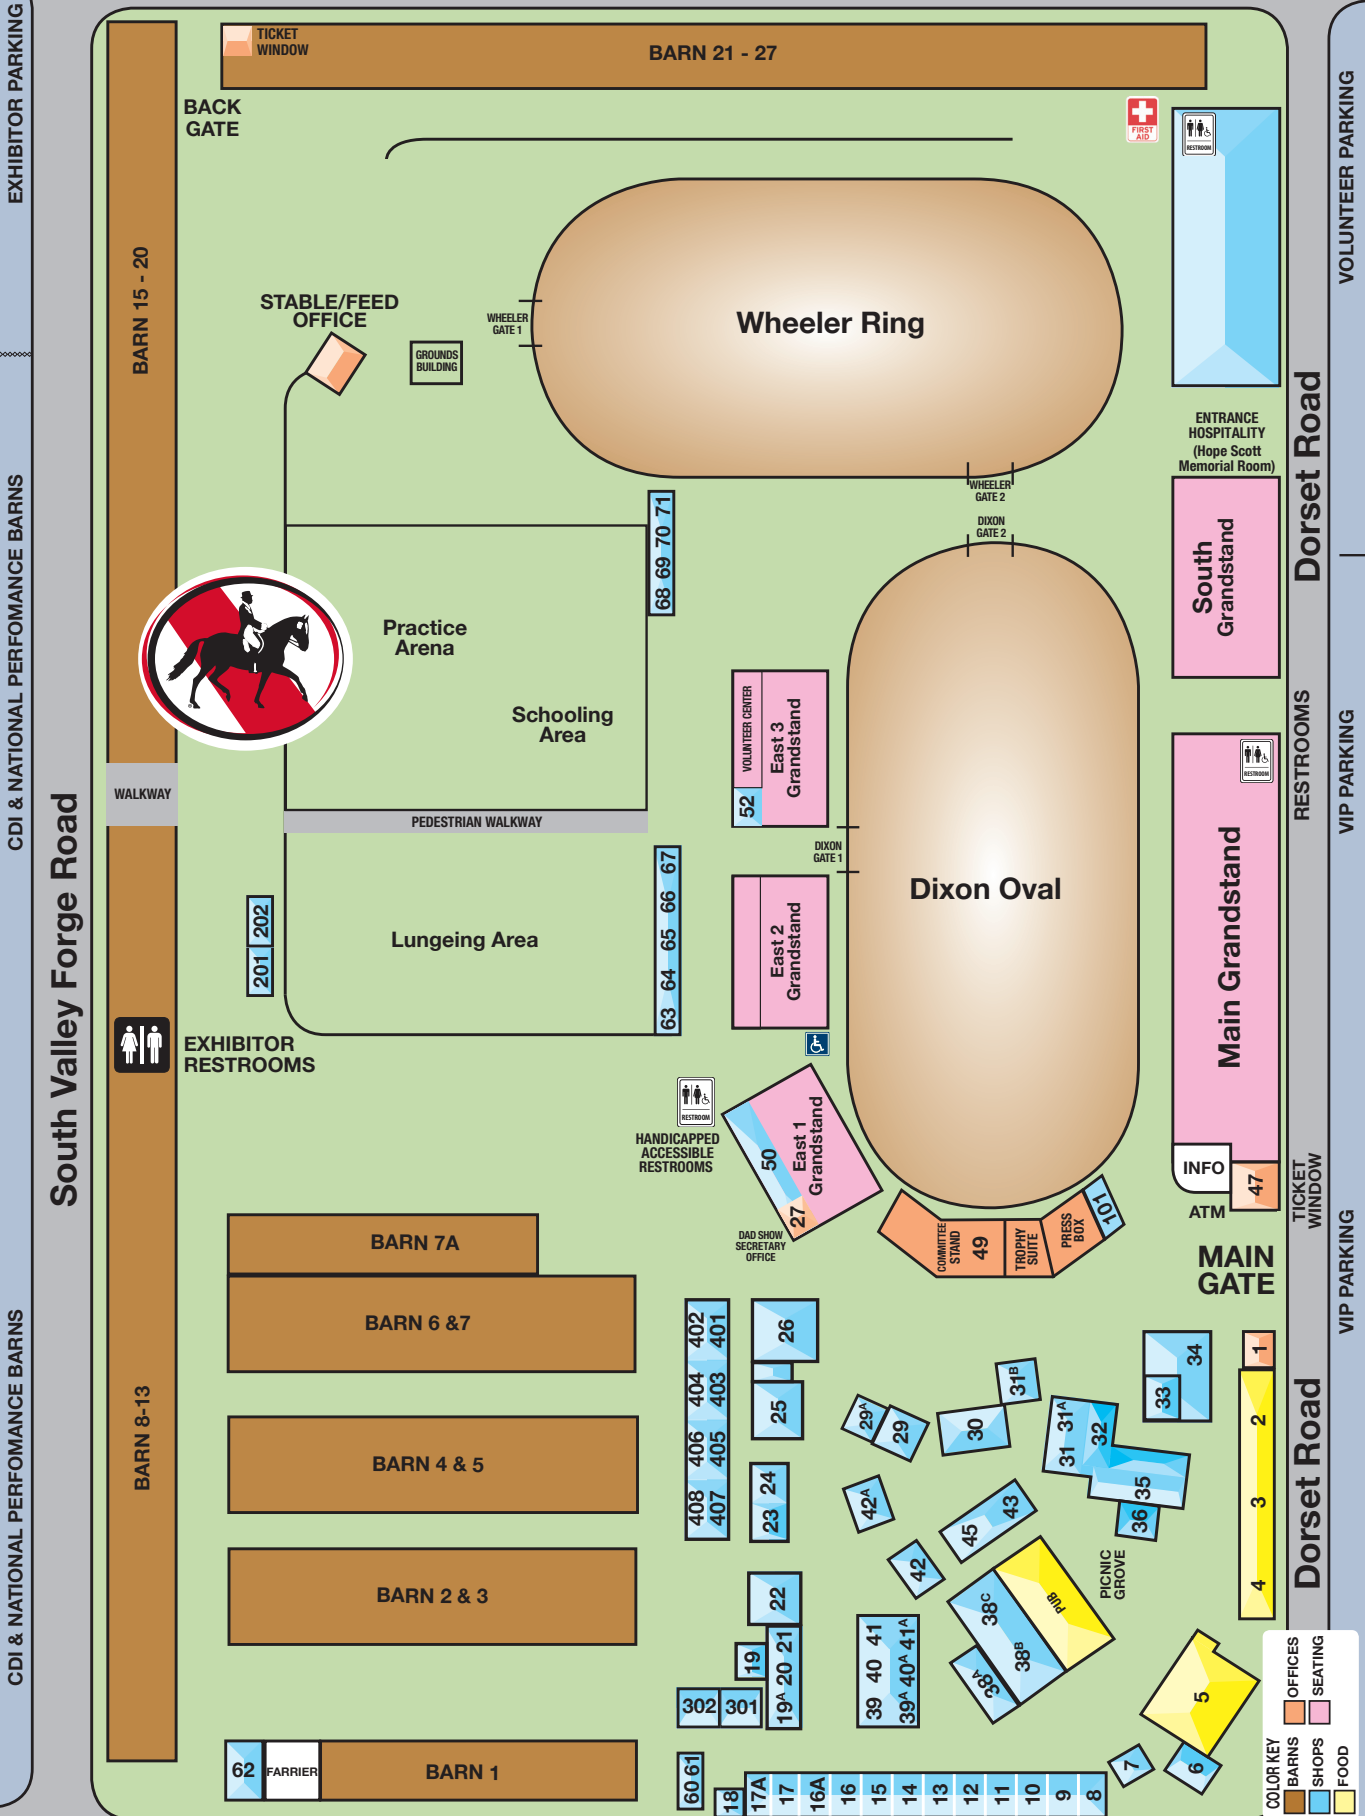 EXHIBITOR PARKING
CDI & NATIONAL PERFOMANCE BARNS
CDI & NATIONAL PERFOMANCE BARNS
South Valley Forge Road
TICKET
WINDOW
BARN 21 - 27
BACK
GATE
FIRST
AID
RESTROOM
VOLUNTEER PARKING
BARN 15 - 20
STABLE/FEED
OFFICE
GROUNDS
BUILDING
WHEELER
GATE 1
Wheeler Ring
ENTRANCE
HOSPITALITY
(Hope Scott
Memorial Room)
Dorset Road
WHEELER
GATE 2
DIXON
GATE 2
68 69 70 71
South
Grandstand
Practice
Arena
Schooling
Area
VOLUNTEER CENTER
52
East 3
Grandstand
RESTROOM
RESTROOMS
VIP PARKING
WALKWAY
PEDESTRIAN WALKWAY
DIXON
GATE 1
Dixon Oval
Main Grandstand
201 202
Lungeing Area
63 64 65 66 67
East 2
Grandstand
EXHIBITOR
RESTROOMS
RESTROOM
HANDICAPPED
ACCESSIBLE
RESTROOMS
50
East 1
Grandstand
27
DAD SHOW
SECRETARY
OFFICE
COMMITTEE
STAND
49
TROPHY
SUITE
PRESS
BOX
101
INFO
47
ATM
TICKET
WINDOW
MAIN
GATE
VIP PARKING
BARN 7A
BARN 6 &7
BARN 8-13
BARN 4 & 5
BARN 2 & 3
402
401
404
403
406
405
408
407
26
25
24
23
22
29A
29
30
31B
31 31A
32
33
34
35
36
1
2
3
4
Dorset Road
42A
43
45
42
38C
38B
38A
PUB
PICNIC
GROVE
19
19A 20 21
302
301
39 40 41
39A 40A 41A
5
6
7
62
FARRIER
BARN 1
60 61
18
17A
17
16A
16
15
14
13
12
11
10
9
8
COLOR KEY
BARNS
OFFICES
SHOPS
SEATING
FOOD